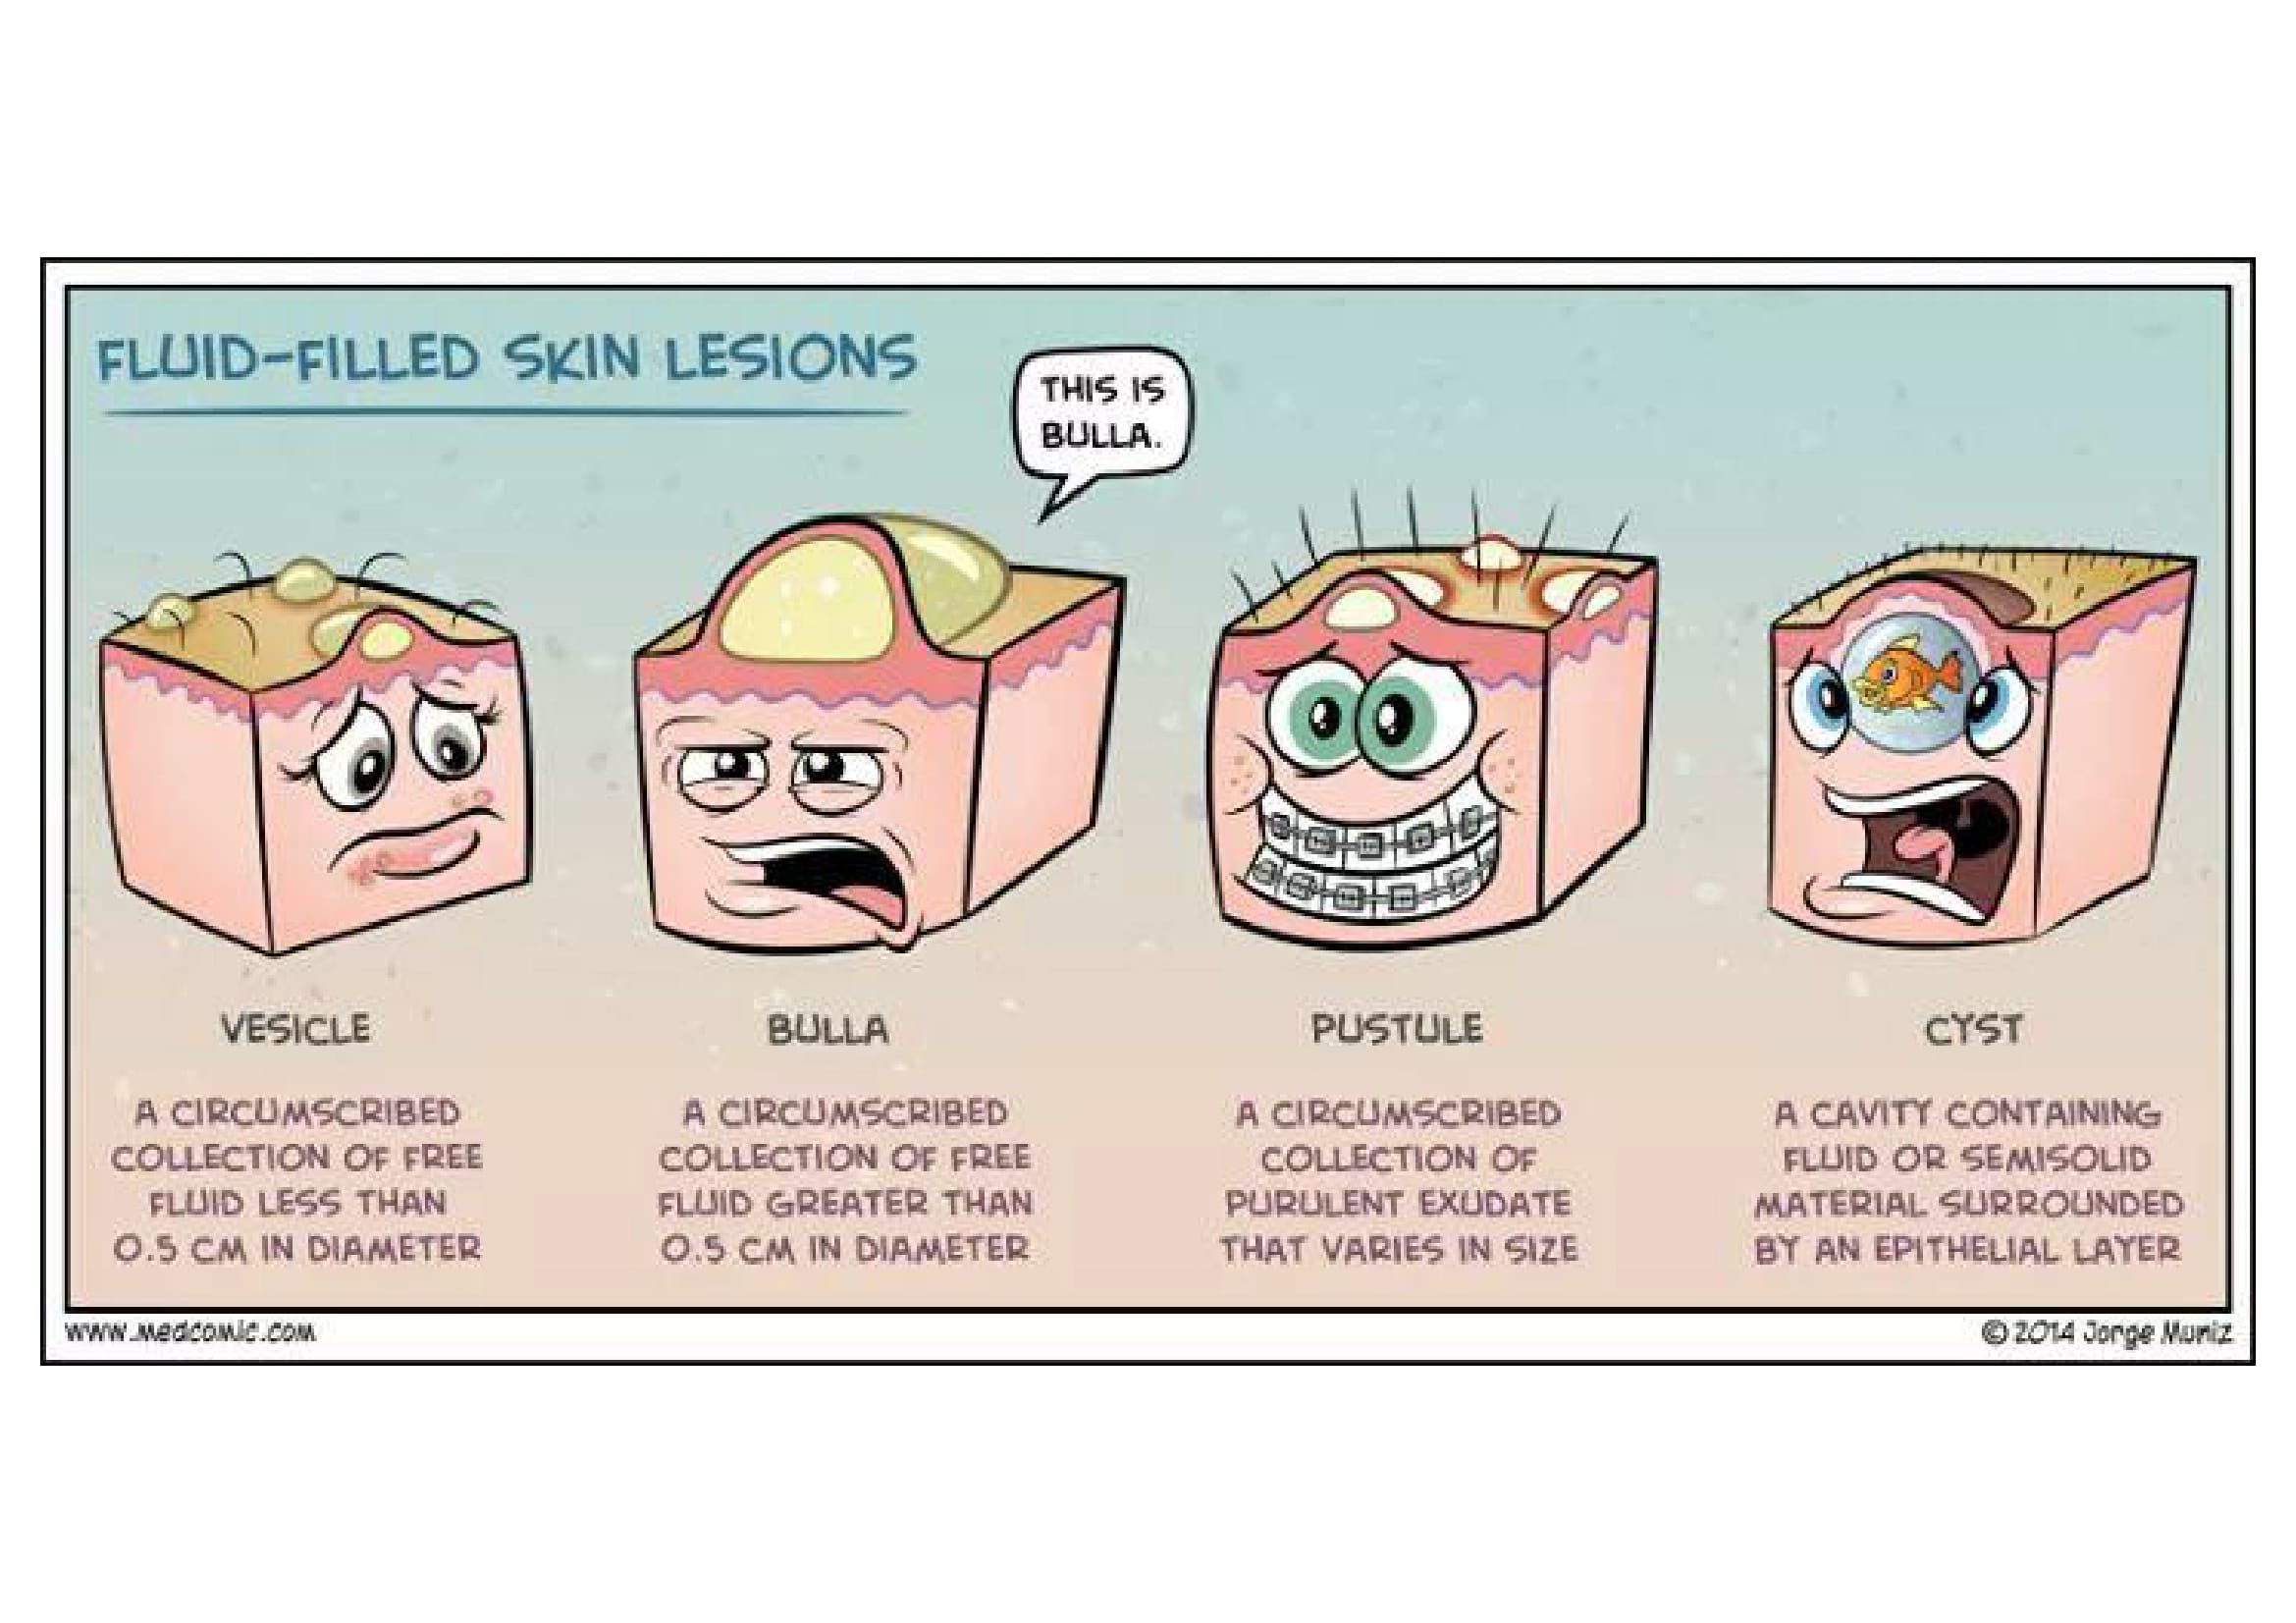 FLUID-FILLED SKIN LESIONS
THIS IS
BULLA.
VESICLE
A CIRCUMSCRIBED
COLLECTION OF FREE
FLUID LESS THAN
0.5 CM IN DIAMETER
BULLA
A CIRCUMSCRIBED
COLLECTION OF FREE
FLUID GREATER THAN
0.5 CM IN DIAMETER
PUSTULE
A CIRCUMSCRIBED
COLLECTION OF
PURULENT EXUDATE
THAT VARIES IN SIZE
CYST
A CAVITY CONTAINING
FLUID OR SEMISOLID
MATERIAL SURROUNDED
BY AN EPITHELIAL LAYER
www.medcomic.com
© 2014 Jorge Muniz